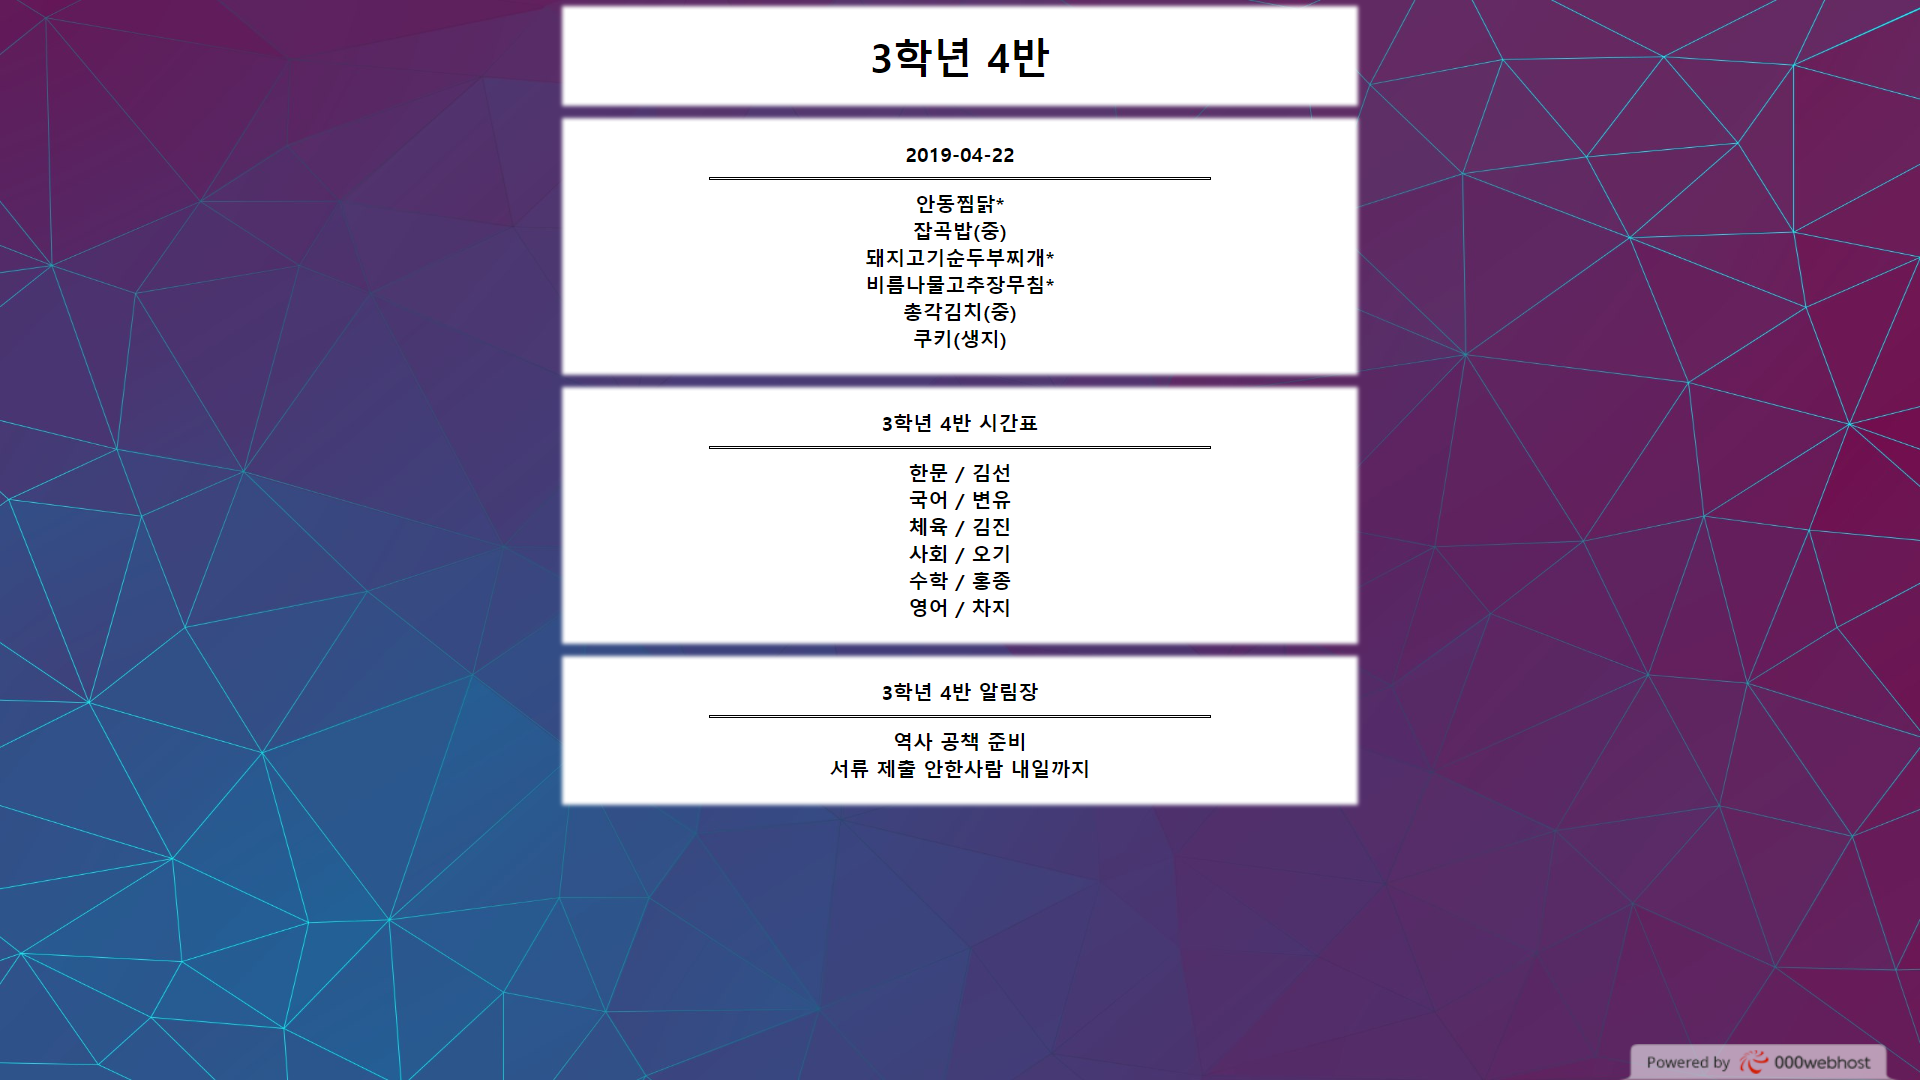 3학년 4반
2019-04-22
안동찜닭*
잡곡밥(중)
돼지고기순두부찌개*
비름나물고추장무침*
총각김치(중)
쿠키(생지)
3학년 4반 시간표
한문 / 김선
국어 / 변유
체육 / 김진
사회 / 오기
수학 / 홍종
영어 / 차지
3학년 4반 알림장
역사 공책 준비
서류 제출 안한사람 내일까지
Powered by 000webhost